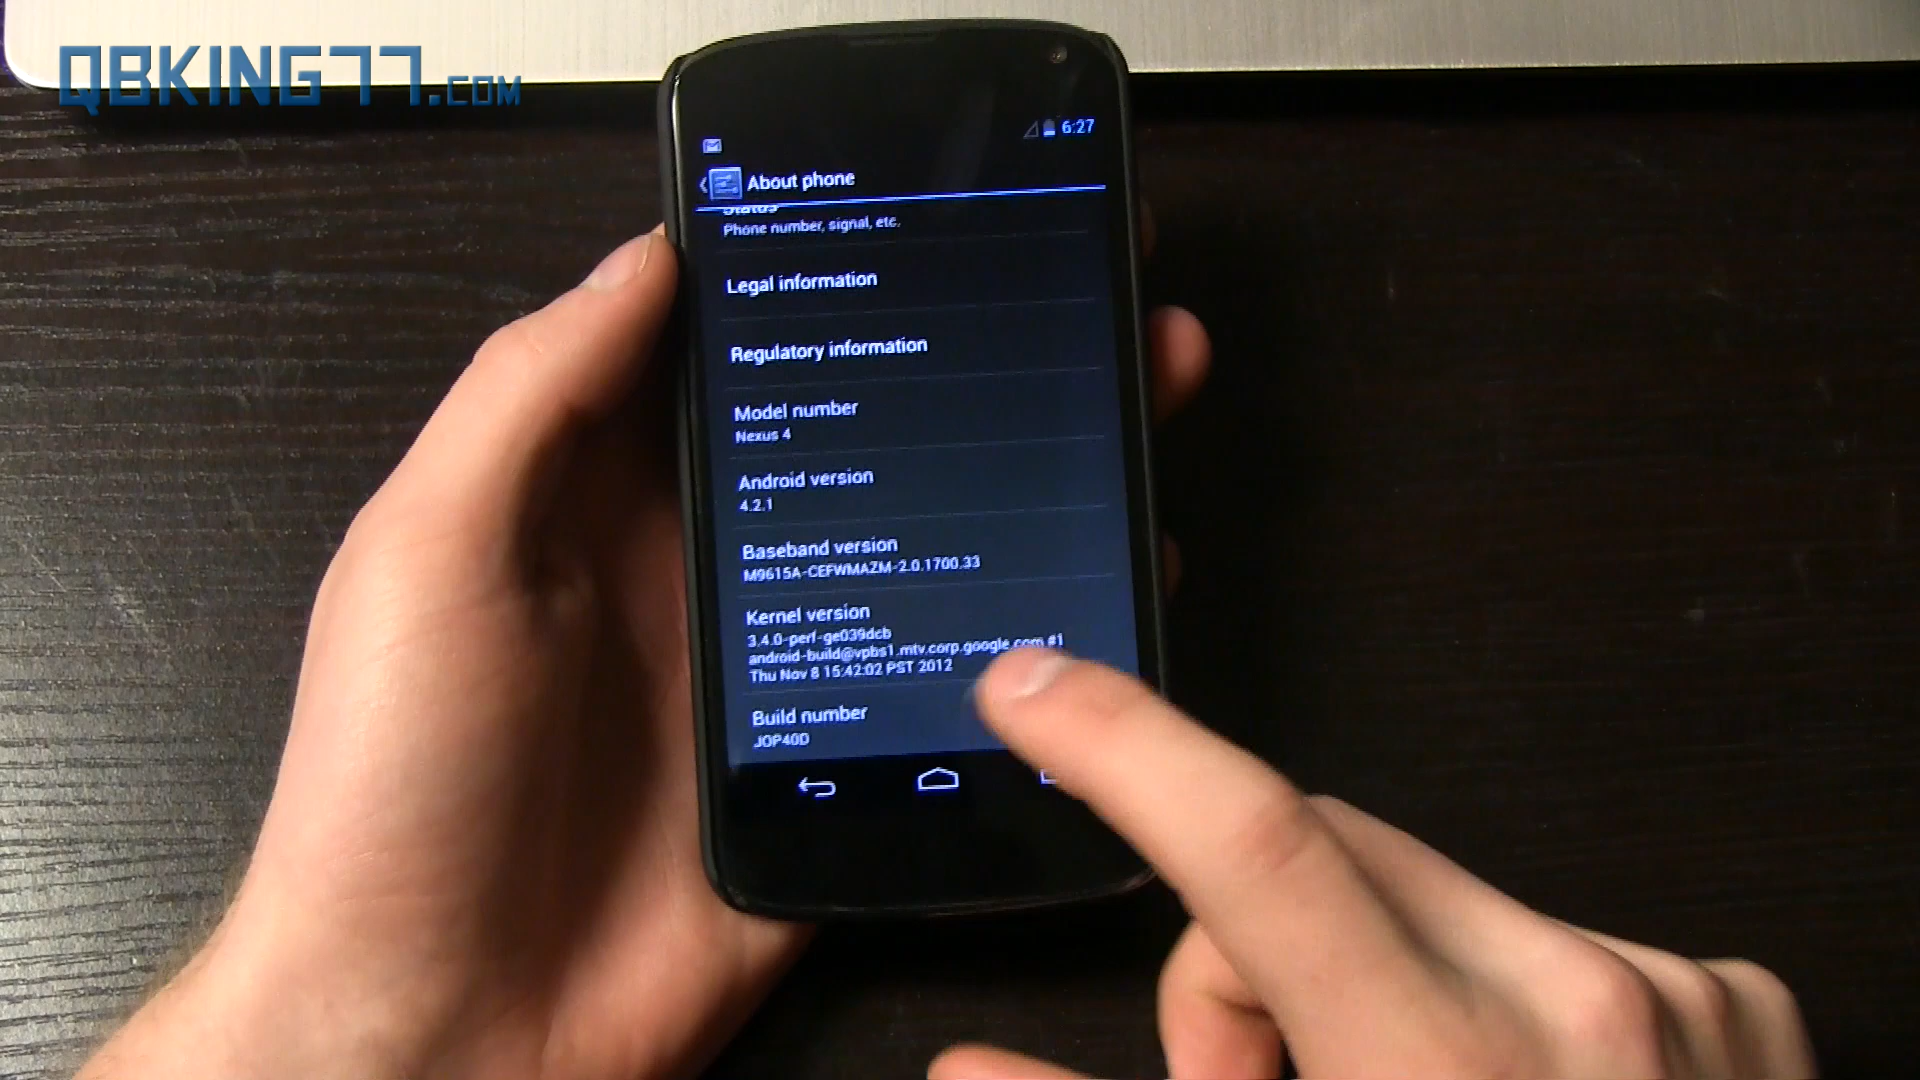 QBKING77.COM
6:27
About phone
Status
Phone number, signal, etc.
Legal information
Regulatory information
Model number
Nexus 4
Android version
4.2.1
Baseband version
M9615A-CEFWMAZM-2.0.1700.33
Kernel version
3.4.0-perf-ge039dcb
android-build@vpbs1.mtv.corp.google.com #1
Thu Nov 8 15:42:02 PST 2012
Build number
JOP40D